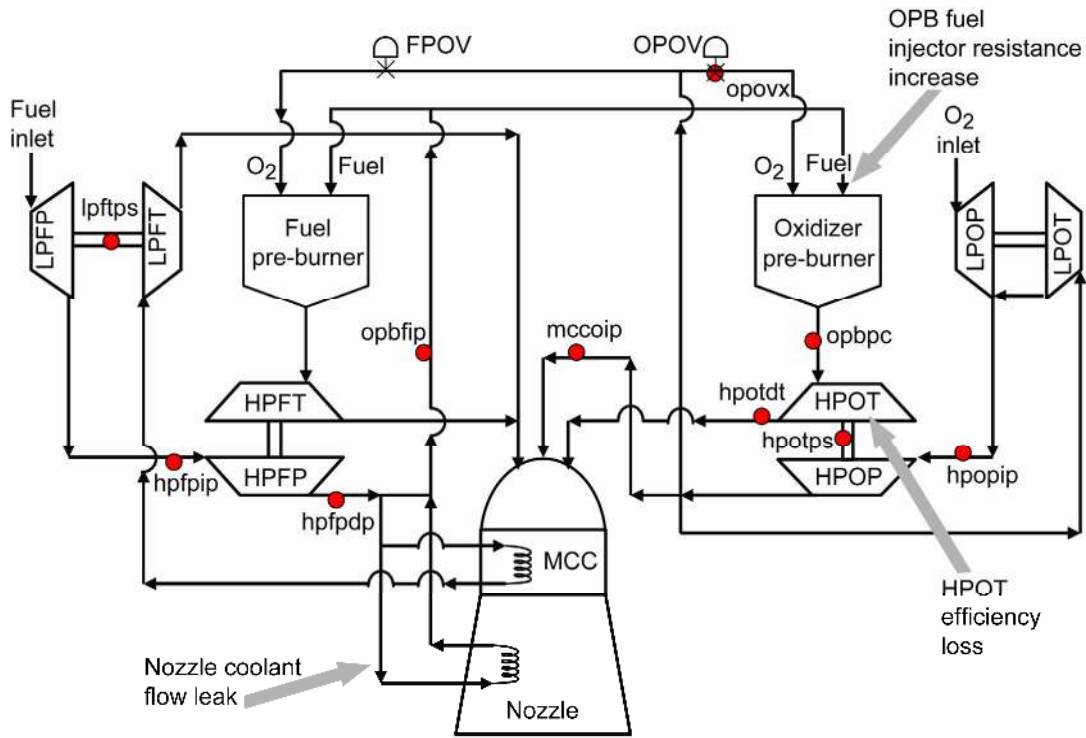 FPOV
OPOV
OPB fuel
injector resistance
increase
opovx
Fuel
inlet
O2
inlet
O2
Fuel
O2
Fuel
lpftps
LPFP
LPFT
Fuel
pre-burner
Oxidizer
pre-burner
LPOP
LPOT
opbfip
mccoip
opbpc
HPFT
hpotdt
HPOT
hpotps
hpfpip
HPFP
HPOP
hpopip
hpfpdp
MCC
HPOT
efficiency
loss
Nozzle coolant
flow leak
Nozzle